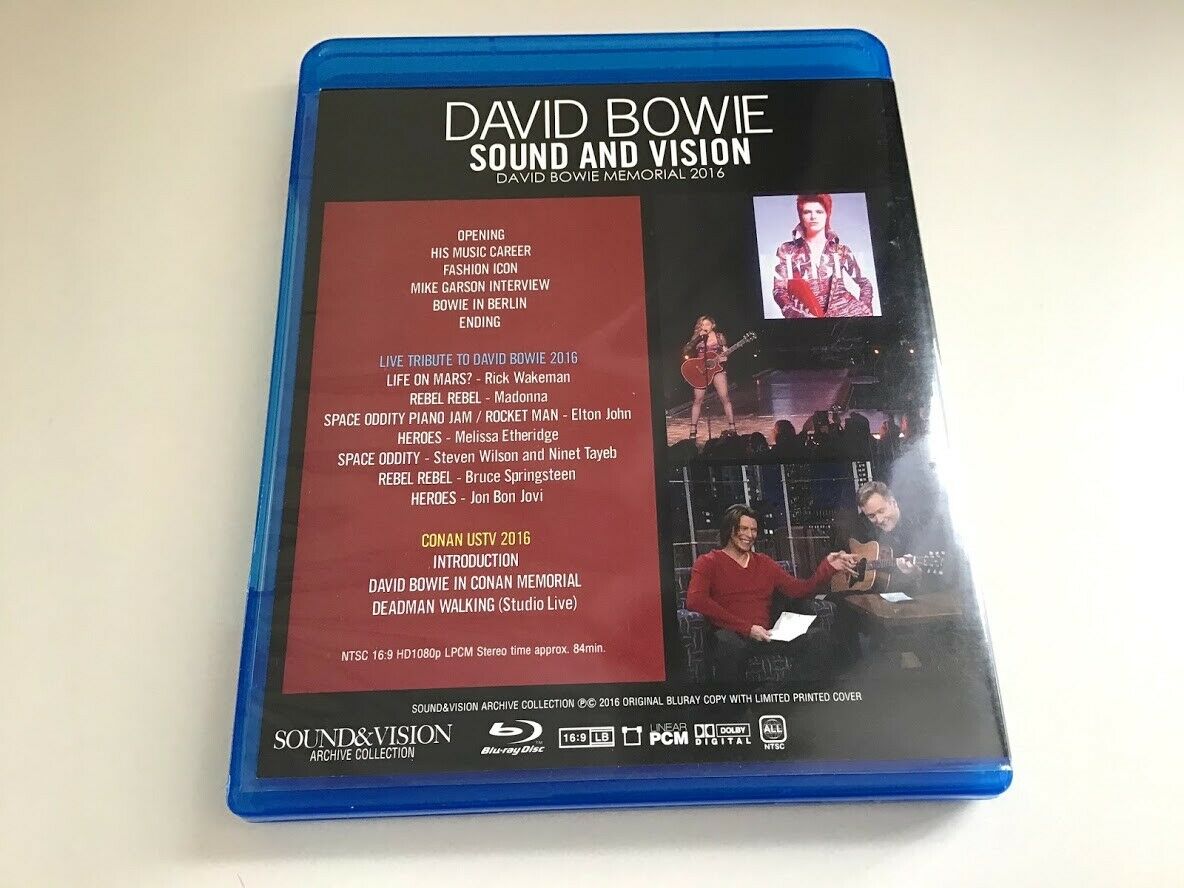 DAVID BOWIE
SOUND AND VISION
DAVID BOWIE MEMORIAL 2016
OPENING
HIS MUSIC CAREER
FASHION ICON
MIKE GARSON INTERVIEW
BOWIE IN BERLIN
ENDING
LIVE TRIBUTE TO DAVID BOWIE 2016
LIFE ON MARS? - Rick Wakeman
REBEL REBEL - Madonna
SPACE ODDITY PIANO JAM / ROCKET MAN - Elton John
HEROES - Melissa Etheridge
SPACE ODDITY - Steven Wilson and Ninet Tayeb
REBEL REBEL - Bruce Springsteen
HEROES - Jon Bon Jovi
CONAN USTV 2016
INTRODUCTION
DAVID BOWIE IN CONAN MEMORIAL
DEADMAN WALKING (Studio Live)
NTSC 16:9 HD1080p LPCM Stereo time approx. 84min.
SOUND&VISION ARCHIVE COLLECTION ℗© 2016 ORIGINAL BLURAY COPY WITH LIMITED PRINTED COVER
SOUND&VISION
ARCHIVE COLLECTION
Blu-ray Disc
TM
16:9 LB
LINEAR
PCM
DOLBY
DIGITAL
ALL
NTSC